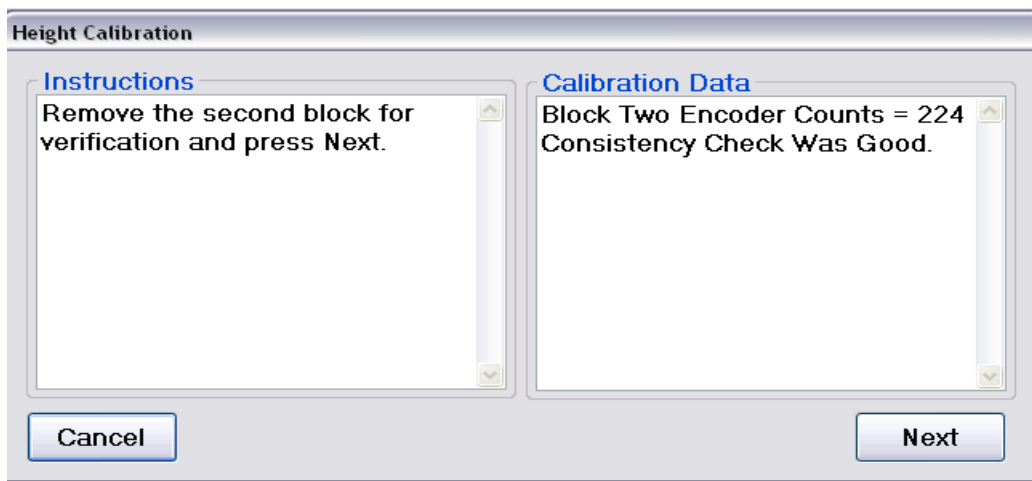 Height Calibration
Instructions
Remove the second block for
verification and press Next.
Calibration Data
Block Two Encoder Counts = 224
Consistency Check Was Good.
Cancel
Next